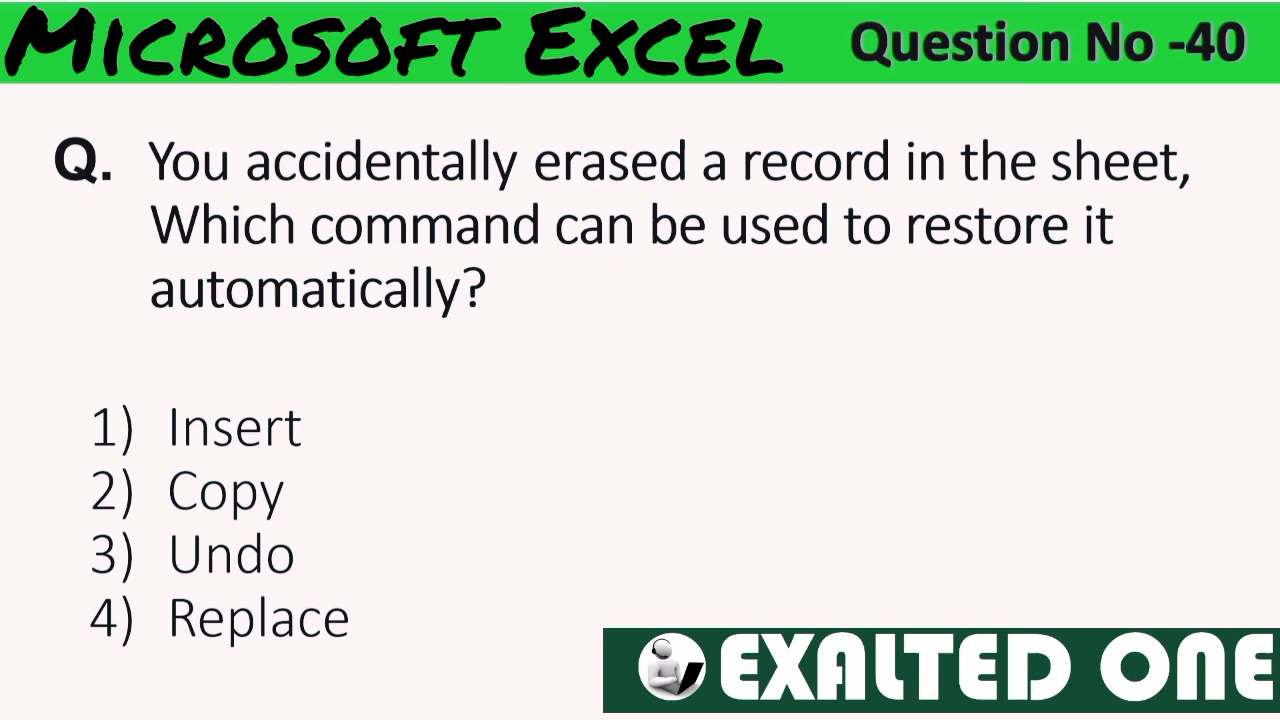 Microsoft Excel Question No -40
Q. You accidentally erased a record in the sheet,
Which command can be used to restore it
automatically?
1) Insert
2) Copy
3) Undo
4) Replace
EXALTED ONE